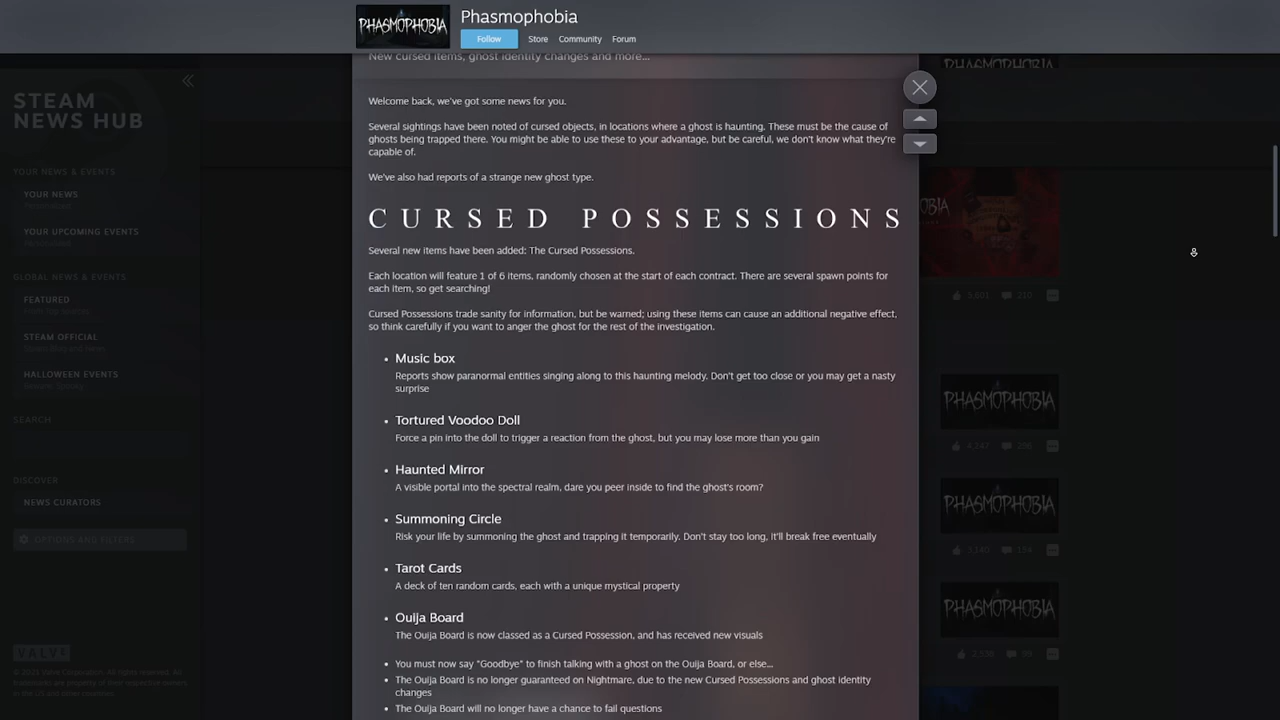 PHASMOPHOBIA
Phasmophobia
Follow
Store
Community
Forum
New cursed items, ghost identity changes and more...
STEAM
NEWS HUB
YOUR NEWS & EVENTS
YOUR NEWS
YOUR UPCOMING EVENTS
GLOBAL NEWS & EVENTS
FEATURED
STEAM OFFICIAL
HALLOWEEN EVENTS
SEARCH
DISCOVER
NEWS CURATORS
OPTIONS AND FILTERS
Welcome back, we've got some news for you.
Several sightings have been noted of cursed objects, in locations where a ghost is haunting. These must be the cause of
ghosts being trapped there. You might be able to use these to your advantage, but be careful, we don't know what they're
capable of.
We've also had reports of a strange new ghost type.
CURSED POSSESSIONS
Several new items have been added: The Cursed Possessions.
Each location will feature 1 of 6 items, randomly chosen at the start of each contract. There are several spawn points for
each item, so get searching!
Cursed Possessions trade sanity for information, but be warned; using these items can cause an additional negative effect,
so think carefully if you want to anger the ghost for the rest of the investigation.
• Music box
Reports show paranormal entities singing along to this haunting melody. Don't get too close or you may get a nasty
surprise
• Tortured Voodoo Doll
Force a pin into the doll to trigger a reaction from the ghost, but you may lose more than you gain
• Haunted Mirror
A visible portal into the spectral realm, dare you peer inside to find the ghost's room?
• Summoning Circle
Risk your life by summoning the ghost and trapping it temporarily. Don't stay too long, it'll break free eventually
• Tarot Cards
A deck of ten random cards, each with a unique mystical property
• Ouija Board
The Ouija Board is now classed as a Cursed Possession, and has received new visuals
• You must now say "Goodbye" to finish talking with a ghost on the Ouija Board, or else...
• The Ouija Board is no longer guaranteed on Nightmare, due to the new Cursed Possessions and ghost identity
changes
• The Ouija Board will no longer have a chance to fail questions
210
PHASMOPHOBIA
PHASMOPHOBIA
PHASMOPHOBIA
VALVE